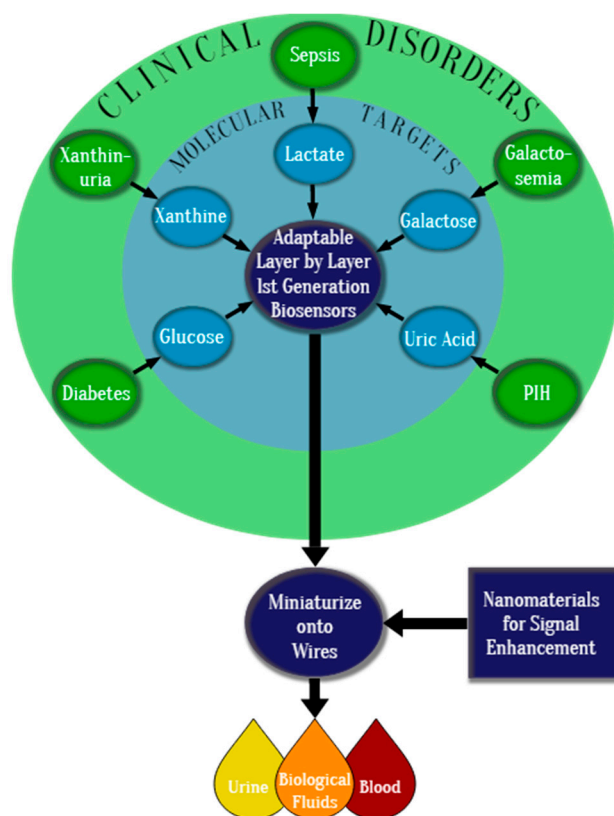 CLINICAL DISORDERS
Sepsis
MOLECULAR TARGETS
Xanthin-
uria
Lactate
Galacto-
semia
Xanthine
Galactose
Adaptable
Layer by Layer
1st Generation
Biosensors
Glucose
Uric Acid
Diabetes
PIH
Miniaturize
onto
Wires
Nanomaterials
for Signal
Enhancement
Urine
Biological
Fluids
Blood